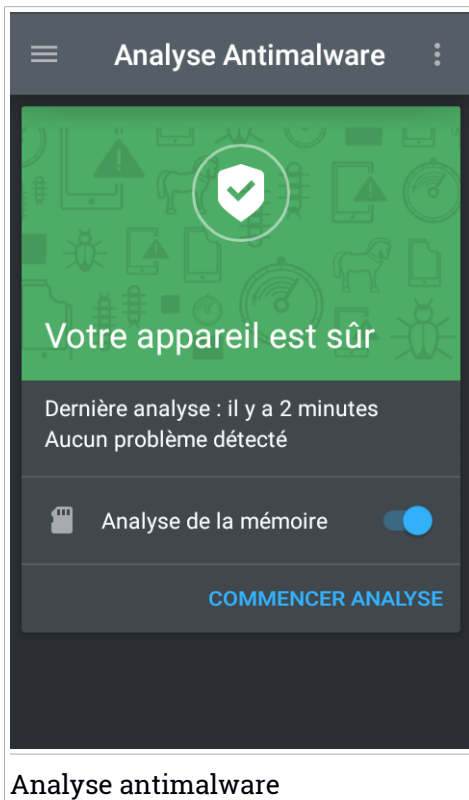 Analyse Antimalware
Votre appareil est sûr
Dernière analyse : il y a 2 minutes
Aucun problème détecté
Analyse de la mémoire
COMMENCER ANALYSE
Analyse antimalware